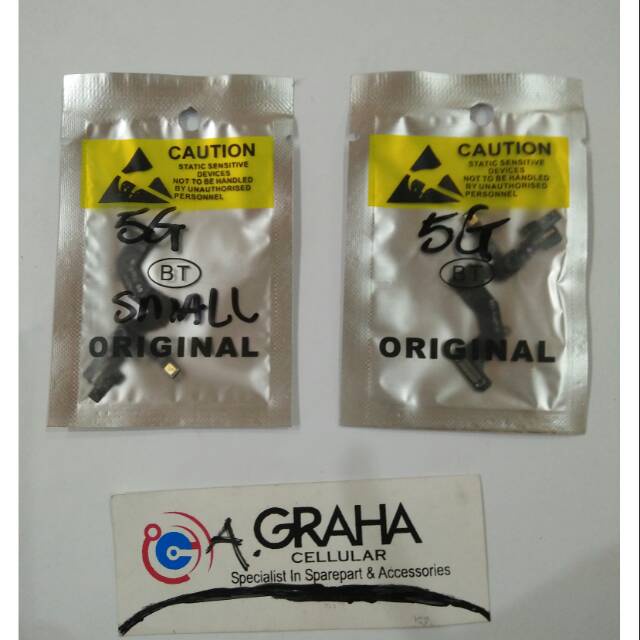 CAUTION
STATIC SENSITIVE
DEVICES
NOT TO BE HANDLED
BY UNAUTHORISED
PERSONNEL
5G
BT
SMALL
ORIGINAL
CAUTION
STATIC SENSITIVE
DEVICES
NOT TO BE HANDLED
BY UNAUTHORISED
PERSONNEL
5G
BT
ORIGINAL
A.GRAHA
CELLULAR
Specialist In Sparepart & Accessories